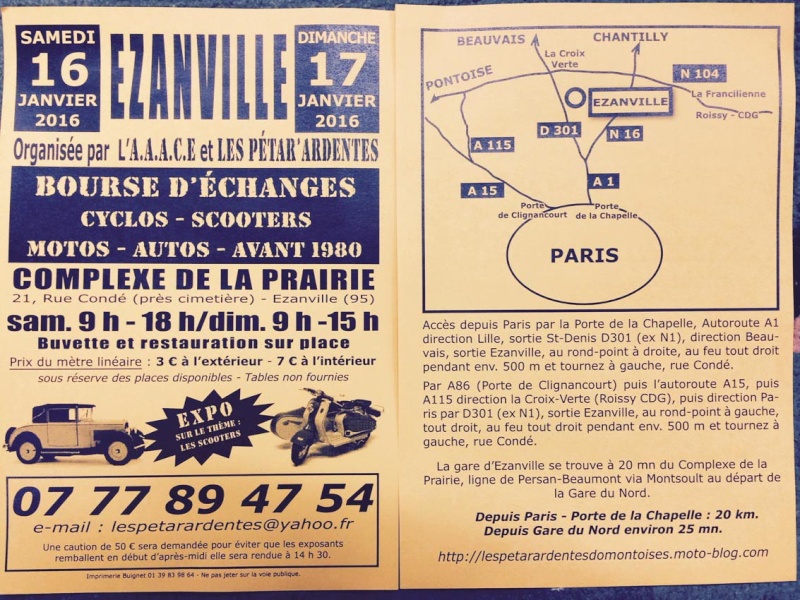 SAMEDI
16
JANVIER
2016
EZANVILLE
DIMANCHE
17
JANVIER
2016
Organisée par L'A.A.A.C.E et LES PÉTAR'ARDENTES
BOURSE D'ÉCHANGES
CYCLOS - SCOOTERS
MOTOS - AUTOS - AVANT 1980
COMPLEXE DE LA PRAIRIE
21, Rue Condé (près cimetière) - Ezanville (95)
sam. 9 h - 18 h/dim. 9 h -15 h
Buvette et restauration sur place
Prix du mètre linéaire : 3 € à l'extérieur - 7 € à l'intérieur
sous réserve des places disponibles - Tables non fournies
EXPO
SUR LE THÈME :
LES SCOOTERS
07 77 89 47 54
e-mail : lespetarardentes@yahoo.fr
Une caution de 50 € sera demandée pour éviter que les exposants
remballent en début d'après-midi elle sera rendue à 14 h 30.
Imprimerie Buignet 01 39 83 98 64 - Ne pas jeter sur la voie publique.
BEAUVAIS
CHANTILLY
La Croix
Verte
PONTOISE
N 104
La Francilienne
EZANVILLE
Roissy - CDG
D 301
N 16
A 115
A 15
A 1
Porte
de Clignancourt
Porte
de la Chapelle
PARIS
Accès depuis Paris par la Porte de la Chapelle, Autoroute A1
direction Lille, sortie St-Denis D301 (ex N1), direction Beau-
vais, sortie Ezanville, au rond-point à droite, au feu tout droit
pendant env. 500 m et tournez à gauche, rue Condé.
Par A86 (Porte de Clignancourt) puis l'autoroute A15, puis
A115 direction la Croix-Verte (Roissy CDG), puis direction Pa-
ris par D301 (ex N1), sortie Ezanville, au rond-point à gauche,
tout droit, au feu tout droit pendant env. 500 m et tournez à
gauche, rue Condé.
La gare d'Ezanville se trouve à 20 mn du Complexe de la
Prairie, ligne de Persan-Beaumont via Montsoult au départ de
la Gare du Nord.
Depuis Paris - Porte de la Chapelle : 20 km.
Depuis Gare du Nord environ 25 mn.
http://lespetarardentesdomontoises.moto-blog.com